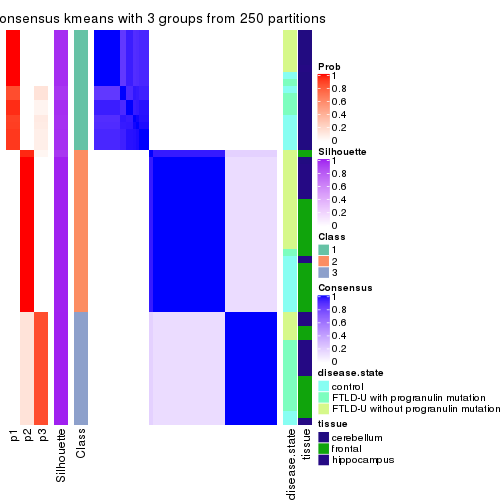 onsensus kmeans with 3 groups from 250 partitions
Prob
1
0.8
0.6
0.4
0.2
0
Silhouette
1
0.8
0.6
0.4
0.2
0
Class
1
2
3
Consensus
1
0.8
0.6
0.4
0.2
0
disease.state
control
FTLD-U with progranulin mutation
FTLD-U without progranulin mutation
tissue
cerebellum
frontal
hippocampus
p1
p2
p3
Silhouette
Class
disease.state
tissue